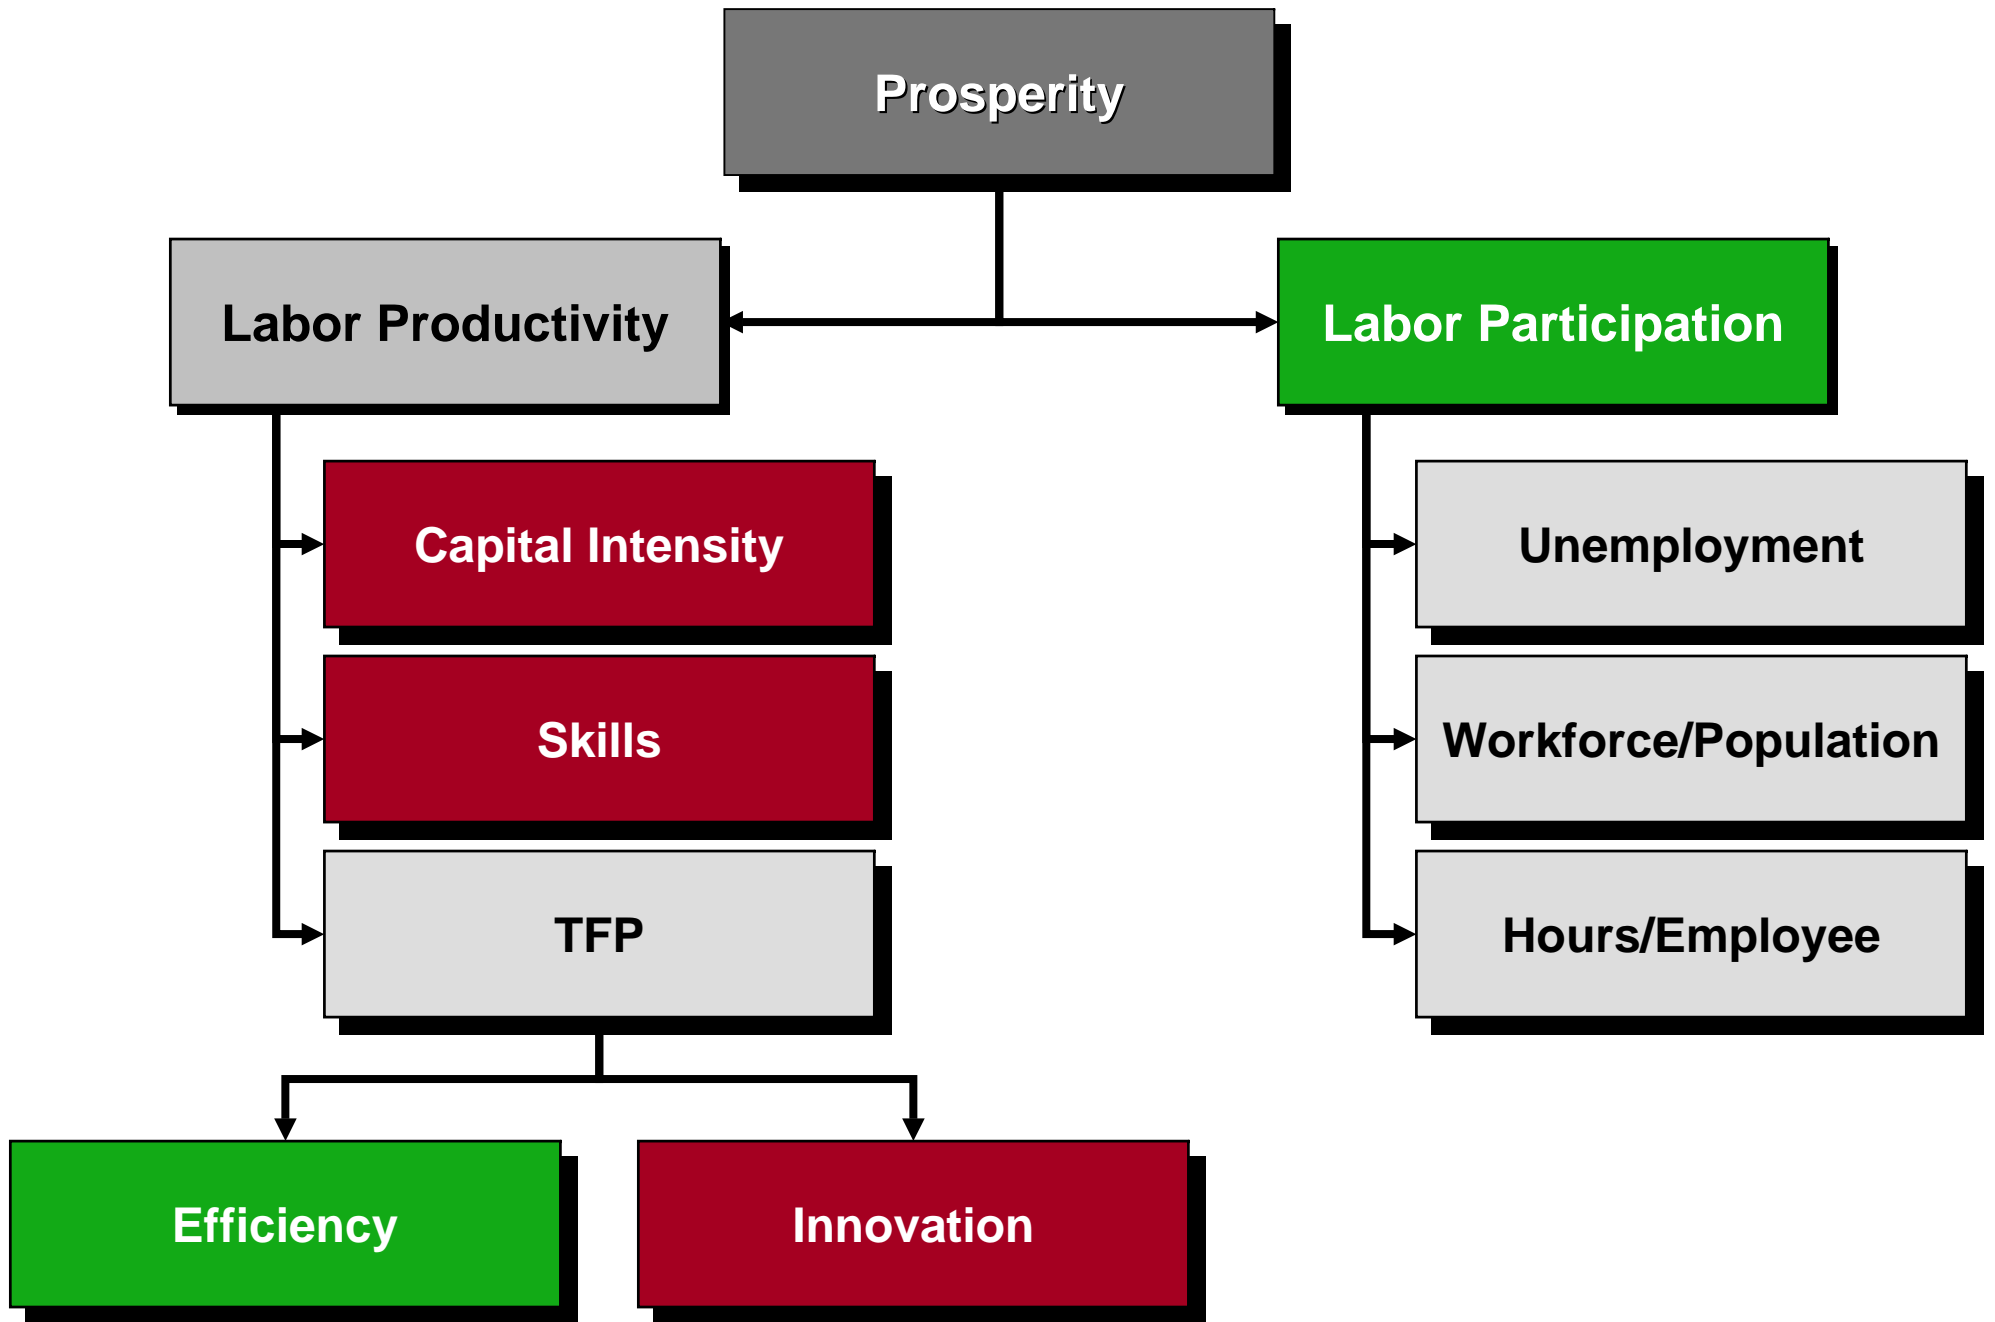 Prosperity
Labor Productivity
Labor Participation
Capital Intensity
Unemployment
Skills
Workforce/Population
TFP
Hours/Employee
Efficiency
Innovation